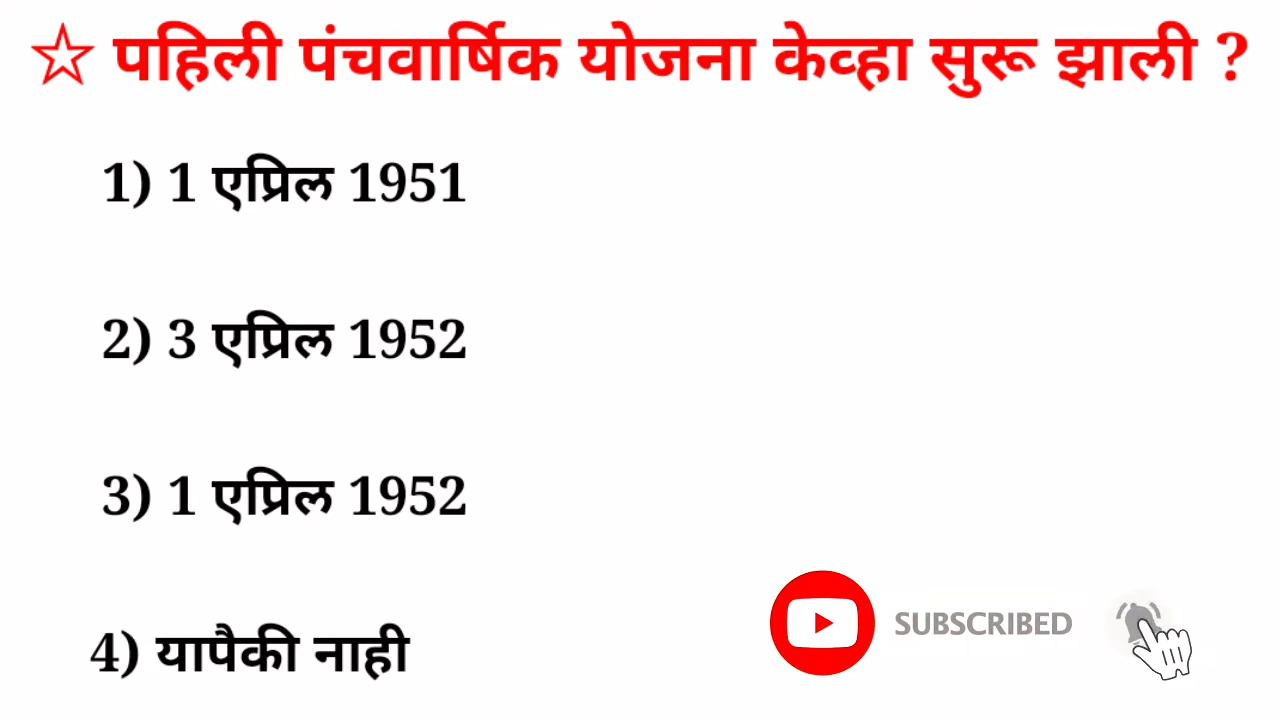 ☆ पहिली पंचवार्षिक योजना केव्हा सुरू झाली ?
1) 1 एप्रिल 1951
2) 3 एप्रिल 1952
3) 1 एप्रिल 1952
4) यापैकी नाही
SUBSCRIBED